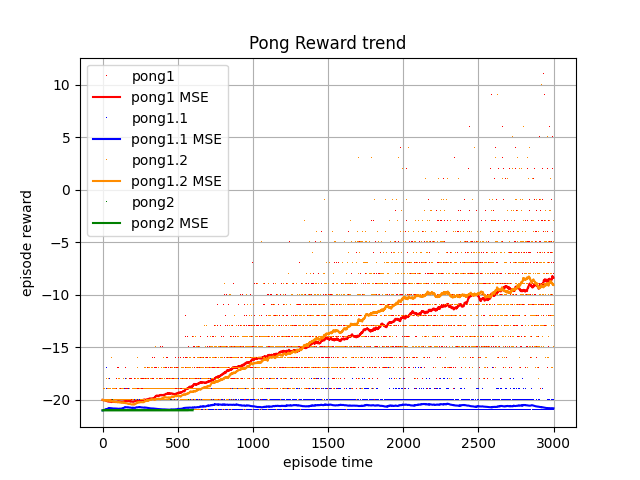 Pong Reward trend
pong1
pong1 MSE
pong1.1
pong1.1 MSE
pong1.2
pong1.2 MSE
pong2
pong2 MSE
10
5
0
−5
−10
−15
−20
episode reward
0
500
1000
1500
2000
2500
3000
episode time